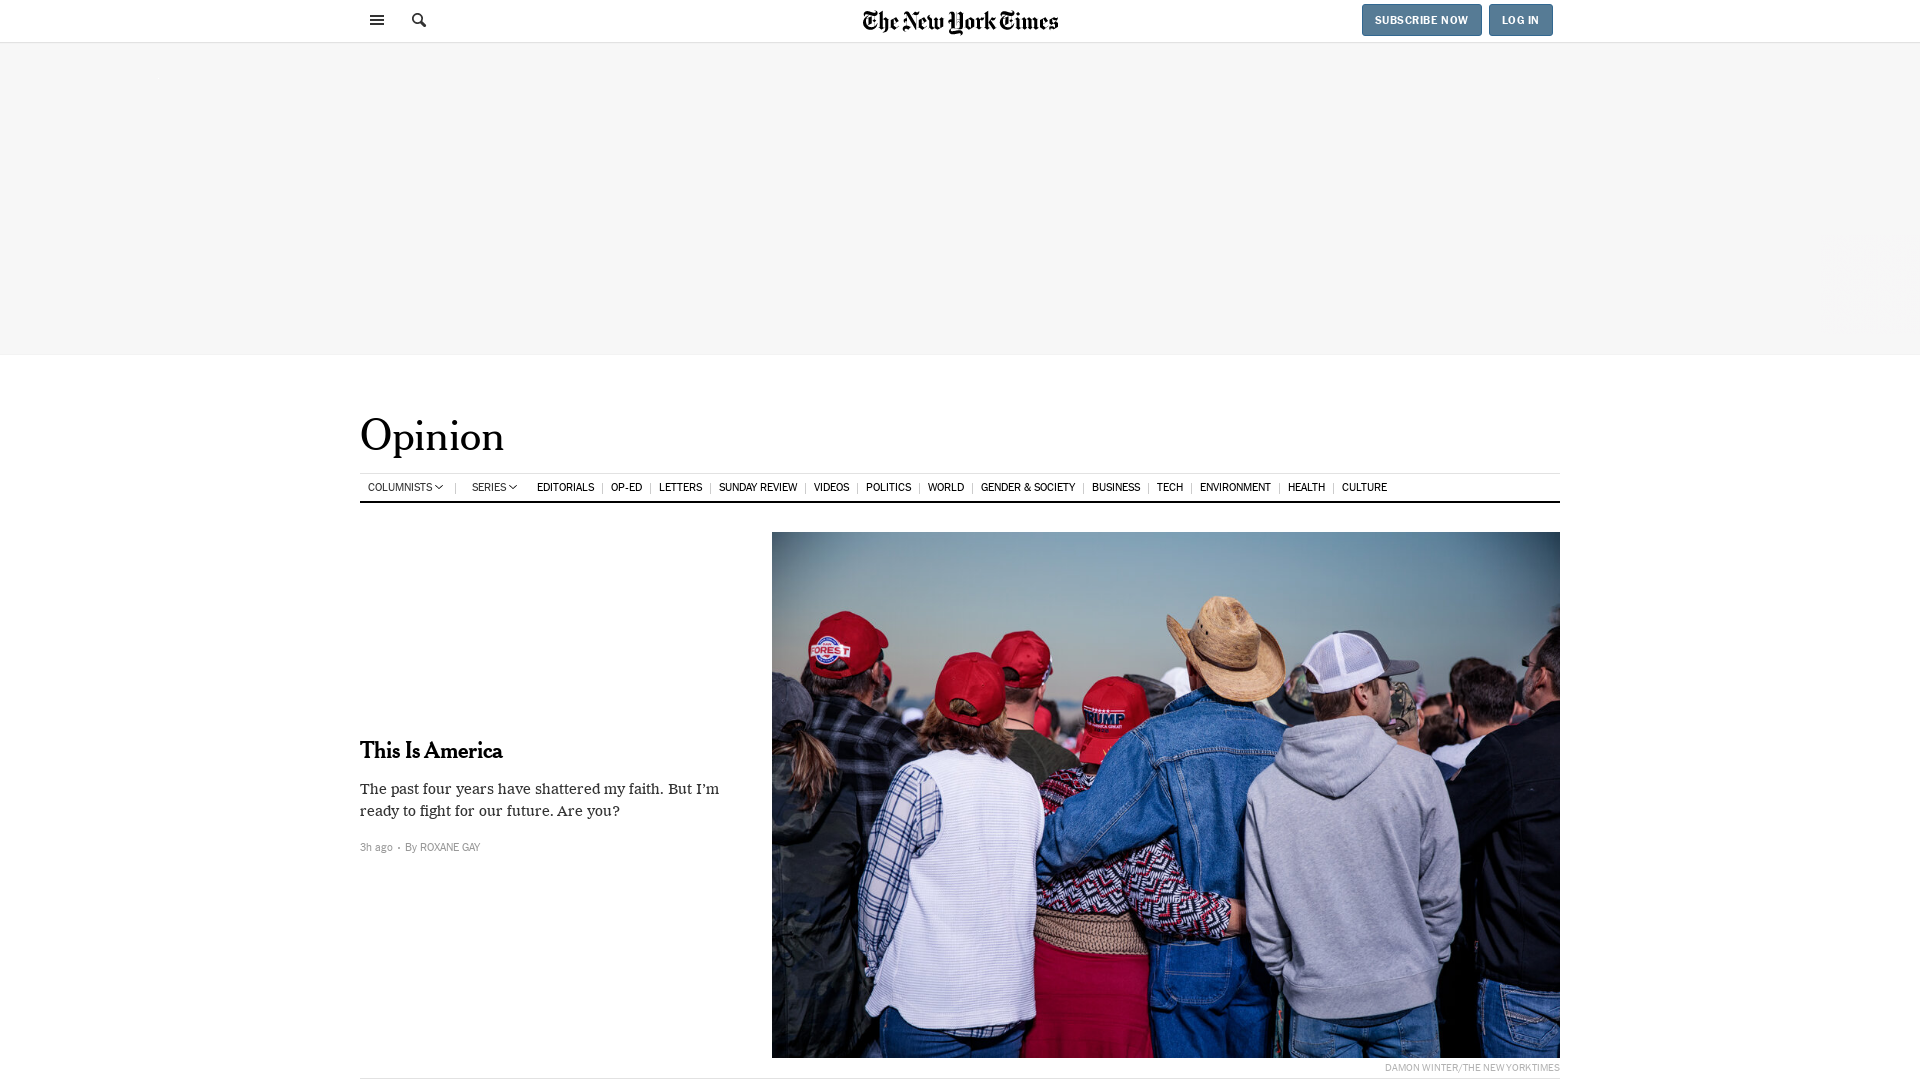 The New York Times
SUBSCRIBE NOW
LOG IN
Opinion
COLUMNISTS
SERIES
EDITORIALS
OP-ED
LETTERS
SUNDAY REVIEW
VIDEOS
POLITICS
WORLD
GENDER & SOCIETY
BUSINESS
TECH
ENVIRONMENT
HEALTH
CULTURE
FOREST
TRUMP
This Is America
The past four years have shattered my faith. But I’m
ready to fight for our future. Are you?
3h ago • By ROXANE GAY
DAMON WINTER/THE NEW YORK TIMES